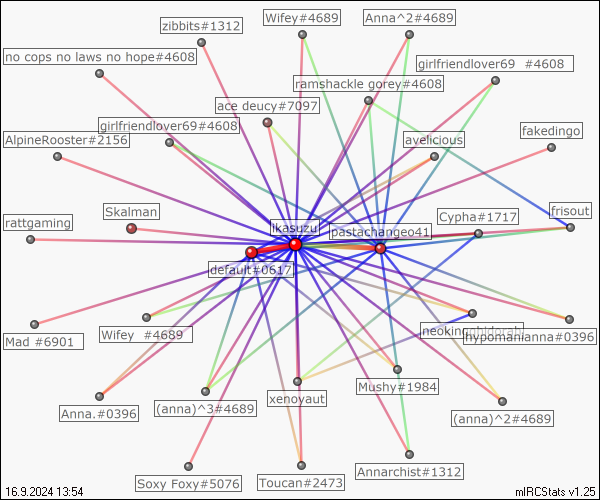 Wifey#4689
Anna^2#4689
zibbits#1312
no cops no laws no hope#4608
girlfriendlover69 #4608
ramshackle gorey#4608
ace deucy#7097
girlfriendlover69#4608
fakedingo
AlpineRooster#2156
avelicious
Skalman
frisout
Cypha#1717
rattgaming
ikasuzu
pastachangeo41
default#0617
neokingghidorah
hypomanianna#0396
Wifey #4689
Mad #6901
Mushy#1984
xenoyaut
Anna.#0396
(anna)^3#4689
(anna)^2#4689
Annarchist#1312
Soxy Foxy#5076
Toucan#2473
16.9.2024 13:54
mIRCStats v1.25